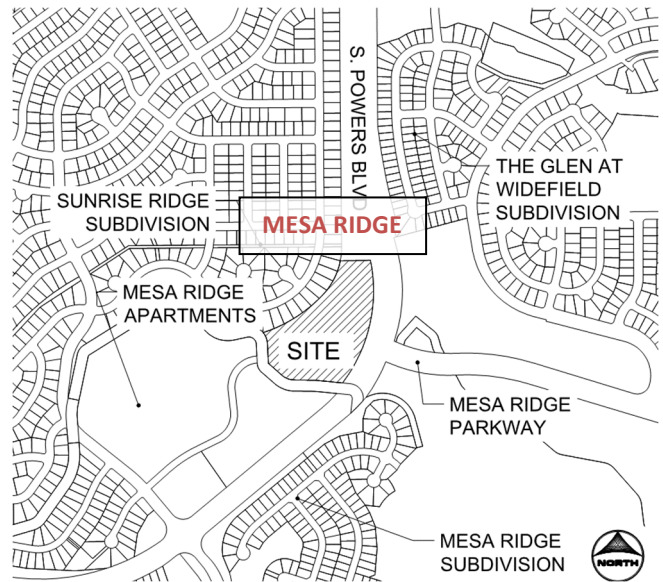 S. POWERS BLVD
THE GLEN AT
WIDEFIELD
SUBDIVISION
SUNRISE RIDGE
SUBDIVISION
MESA RIDGE
MESA RIDGE
APARTMENTS
SITE
MESA RIDGE
PARKWAY
MESA RIDGE
SUBDIVISION
NORTH